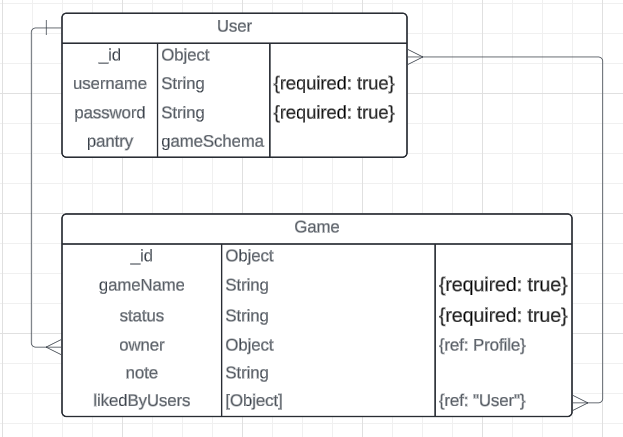 User
_id Object
username String {required: true}
password String {required: true}
pantry gameSchema
Game
_id Object
gameName String {required: true}
status String {required: true}
owner Object {ref: Profile}
note String
likedByUsers [Object] {ref: "User"}